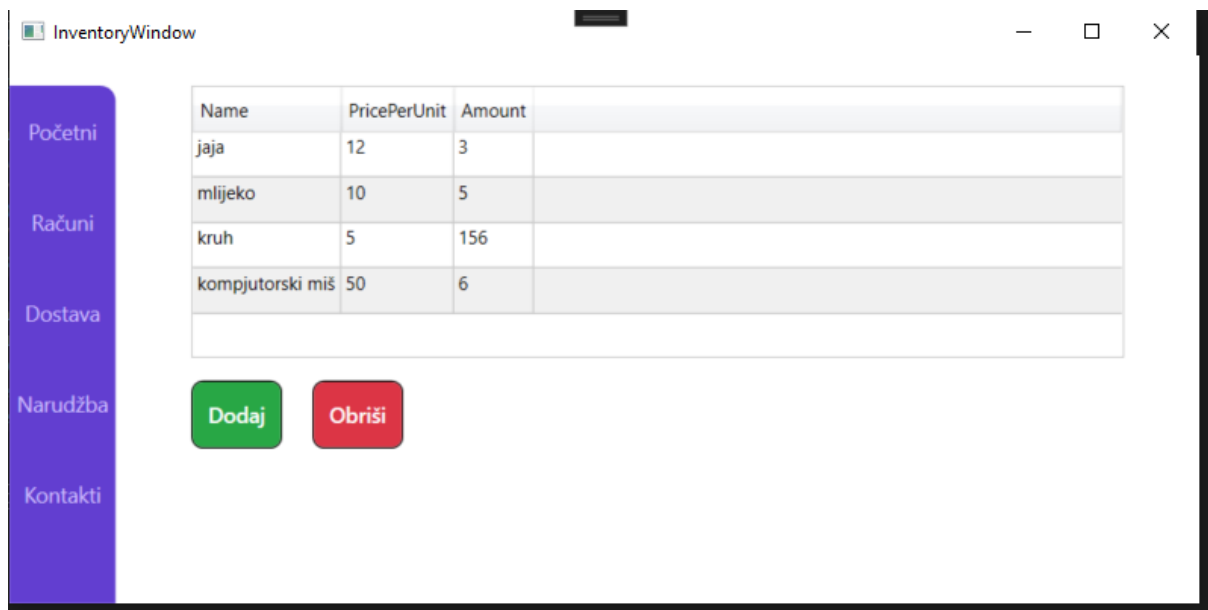 InventoryWindow
Početni
Računi
Dostava
Narudžba
Kontakti
Name PricePerUnit Amount
jaja 12 3
mlijeko 10 5
kruh 5 156
kompjutorski miš 50 6
Dodaj Obriši